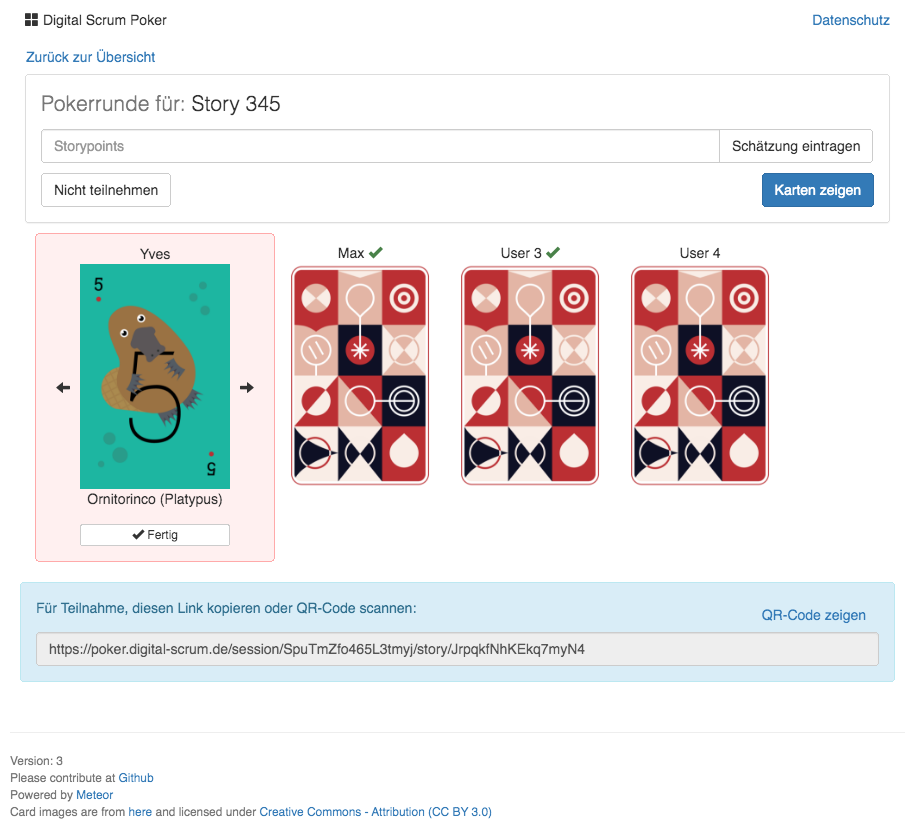 Digital Scrum Poker
Datenschutz
Zurück zur Übersicht
Pokerrunde für: Story 345
Storypoints
Schätzung eintragen
Nicht teilnehmen
Karten zeigen
Yves
5
5
5
Ornitorinco (Platypus)
Fertig
Max
User 3
User 4
Für Teilnahme, diesen Link kopieren oder QR-Code scannen:
QR-Code zeigen
https://poker.digital-scrum.de/session/SpuTmZfo465L3tmyj/story/JrpqkfNhKEkq7myN4
Version: 3
Please contribute at Github
Powered by Meteor
Card images are from here and licensed under Creative Commons - Attribution (CC BY 3.0)